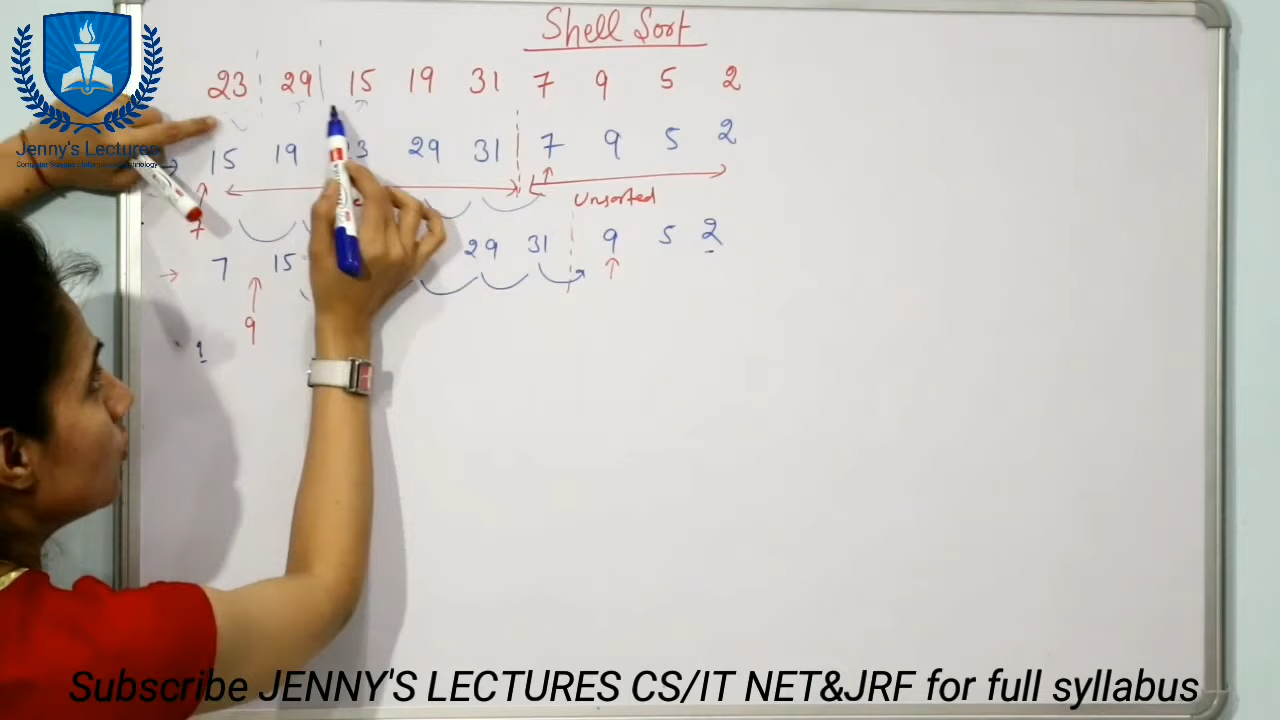 Shell Sort
23 29 15 19 31 7 9 5 2
Jenny's Lectures
15 19 3 29 31 7 9 5 2
Unsorted
7
7 15 29 31 9 5 2
9
Subscribe JENNY'S LECTURES CS/IT NET&JRF for full syllabus